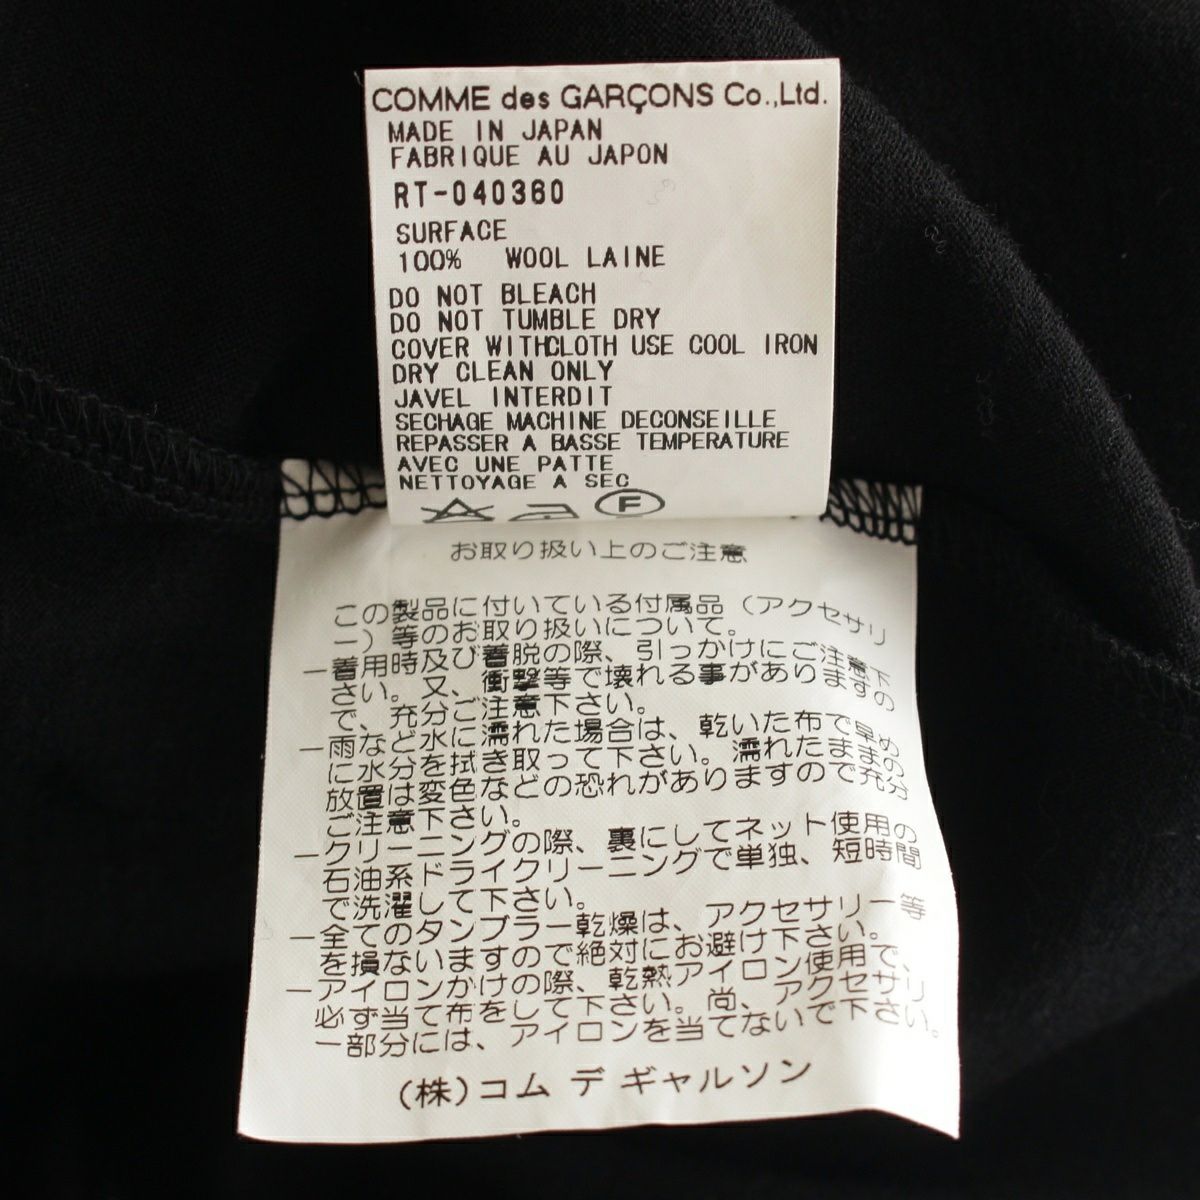 COMME des GARÇONS Co.,Ltd.
MADE IN JAPAN
FABRIQUE AU JAPON
RT-040360
SURFACE
100% WOOL LAINE
DO NOT BLEACH
DO NOT TUMBLE DRY
COVER WITHCLOTH USE COOL IRON
DRY CLEAN ONLY
JAVEL INTERDIT
SECHAGE MACHINE DECONSEILLE
REPASSER A BASSE TEMPERATURE
AVEC UNE PATTE
NETTOYAGE A SEC
F
お取り扱い上のご注意
この製品に付いている付属品（アクセサリ
ー）等のお取り扱いについて。
－着用時及び着脱の際、引っかけにご注意下
さい。又、衝撃等で壊れる事がありますの
で、充分ご注意下さい。
－雨など水に濡れた場合は、乾いた布で早め
に水分を拭き取って下さい。濡れたままの
放置は変色などの恐れがありますので充分
ご注意下さい。
－クリーニングの際、裏にしてネット使用の
石油系ドライクリーニングで単独、短時間
で洗濯して下さい。
－全てのタンブラー乾燥は、アクセサリー等
を損ないますので絶対にお避け下さい。
－アイロンかけの際、乾熱アイロン使用で、
必ず当て布をして下さい。尚、アクセサリ
ー部分には、アイロンを当てないで下さい。
（株）コム デ ギャルソン